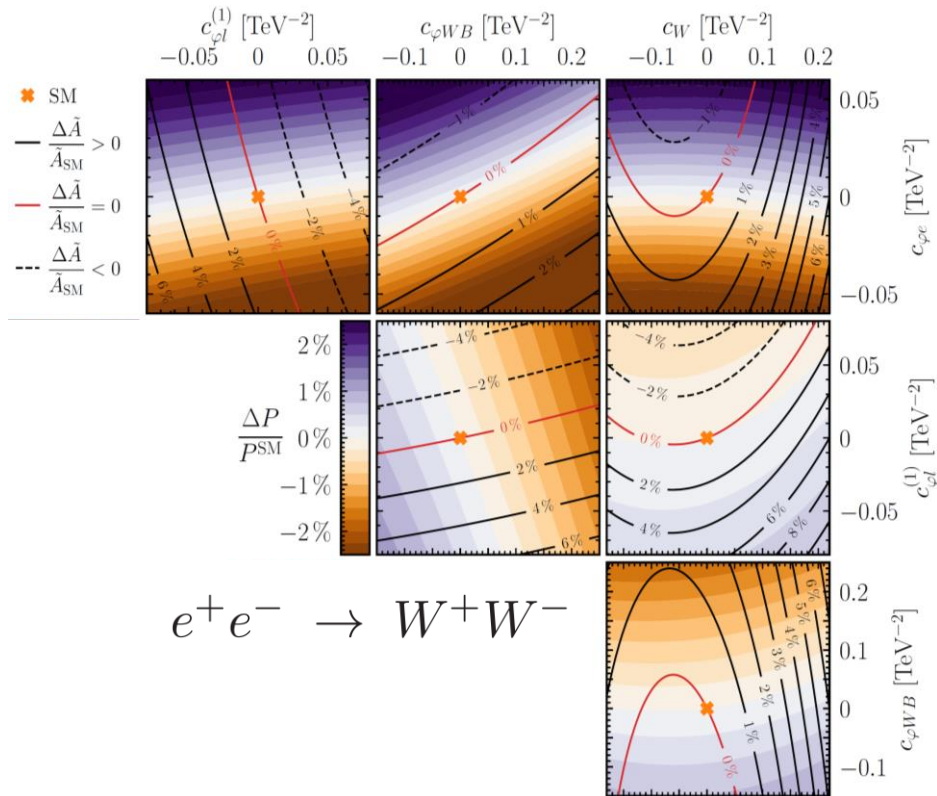 c_{φl}^{(1)} [TeV⁻²] c_{φWB} [TeV⁻²] c_W [TeV⁻²]
−0.05 0 0.05 −0.1 0 0.1 0.2 −0.1 0 0.1 0.2
SM
ΔÃ/Ã_SM > 0
ΔÃ/Ã_SM = 0
ΔÃ/Ã_SM < 0
6% 4% 2% 0% −2% −4%
−1% 0% 1% 2%
−1% 0% 1% 2% 3% 4% 5% 6%
0.05
0
−0.05
c_{φe} [TeV⁻²]
2%
1%
0%
−1%
−2%
ΔP/P^SM
−4%
−2%
0%
2%
4%
6%
−4%
−2%
0%
2%
4%
6%
8%
0.05
0
−0.05
c_{φl}^{(1)} [TeV⁻²]
e⁺e⁻ → W⁺W⁻
0% 1% 2% 3% 4% 5% 6%
0.2
0.1
0
−0.1
c_{φWB} [TeV⁻²]